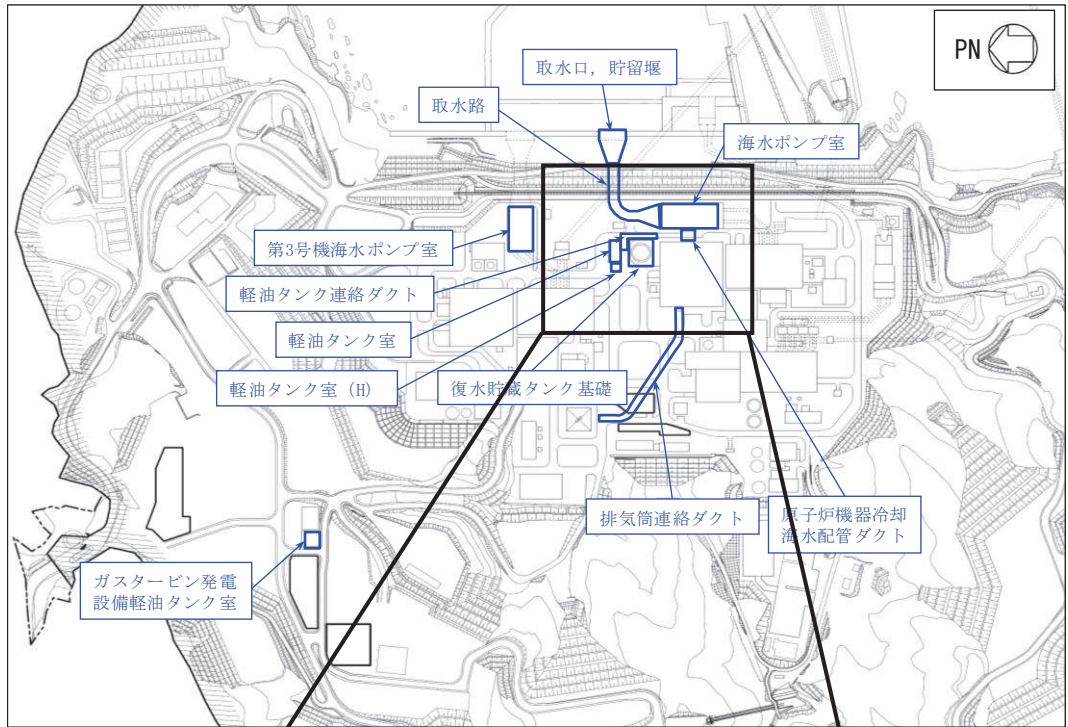 PN
取水口，貯留堰
取水路
海水ポンプ室
第3号機海水ポンプ室
軽油タンク連絡ダクト
軽油タンク室
軽油タンク室 (H)
復水貯蔵タンク基礎
排気筒連絡ダクト
原子炉機器冷却
海水配管ダクト
ガスタービン発電
設備軽油タンク室